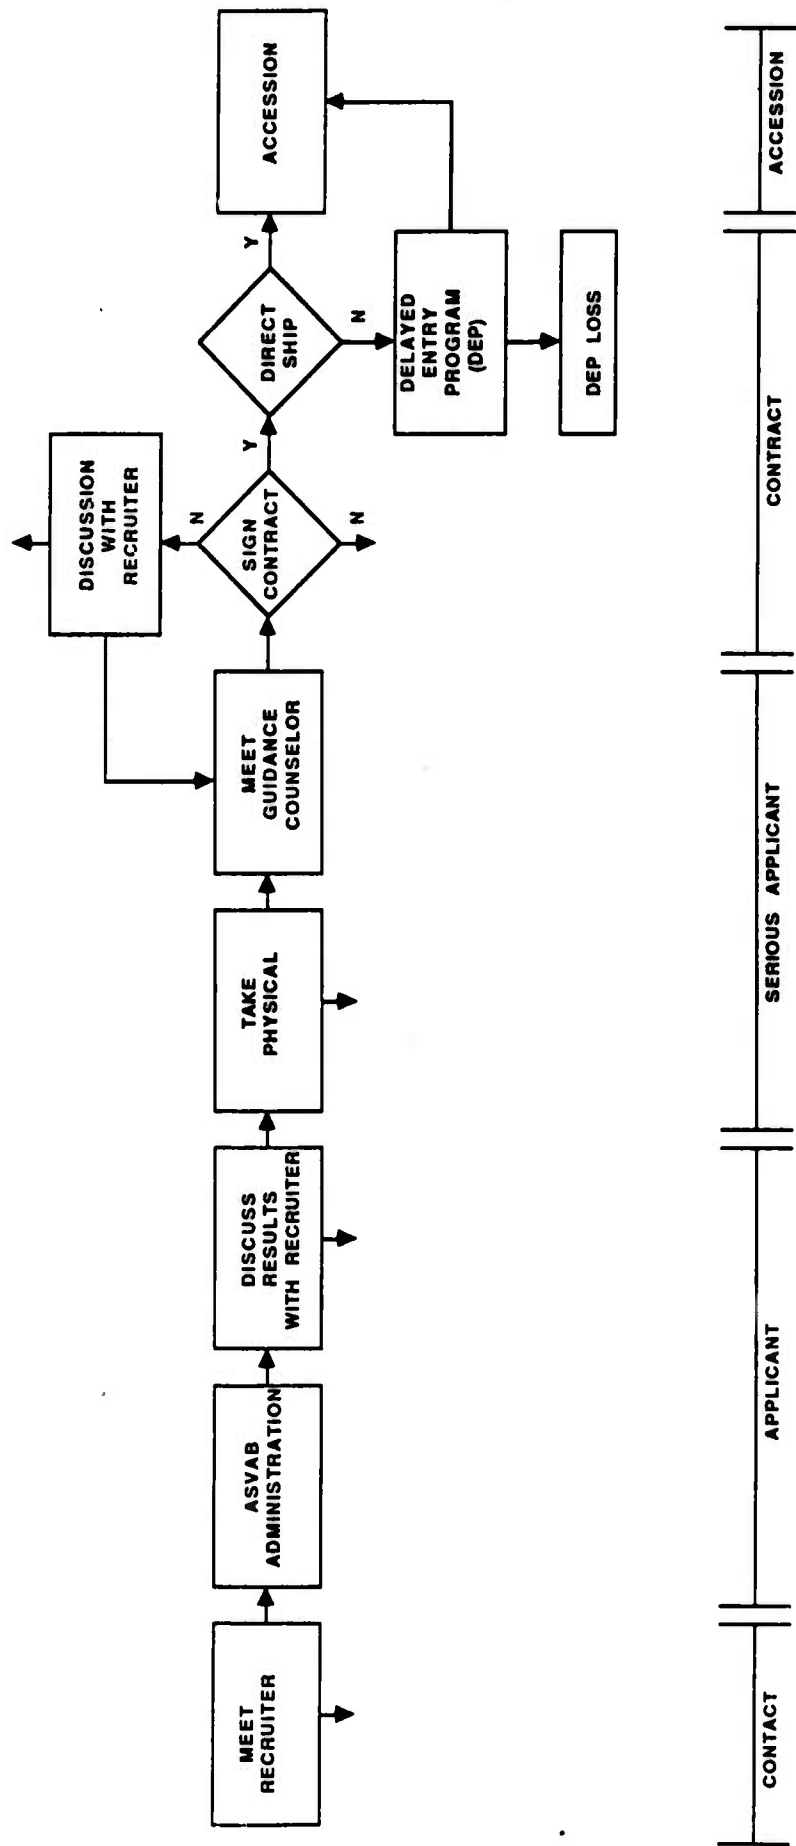 MEET
RECRUITER
ASVAB
ADMINISTRATION
DISCUSS
RESULTS
WITH RECRUITER
TAKE
PHYSICAL
MEET
GUIDANCE
COUNSELOR
DISCUSSION
WITH
RECRUITER
N
SIGN
CONTRACT
N
Y
DIRECT
SHIP
Y
N
ACCESSION
DELAYED
ENTRY
PROGRAM
(DEP)
DEP LOSS
CONTACT
APPLICANT
SERIOUS APPLICANT
CONTRACT
ACCESSION